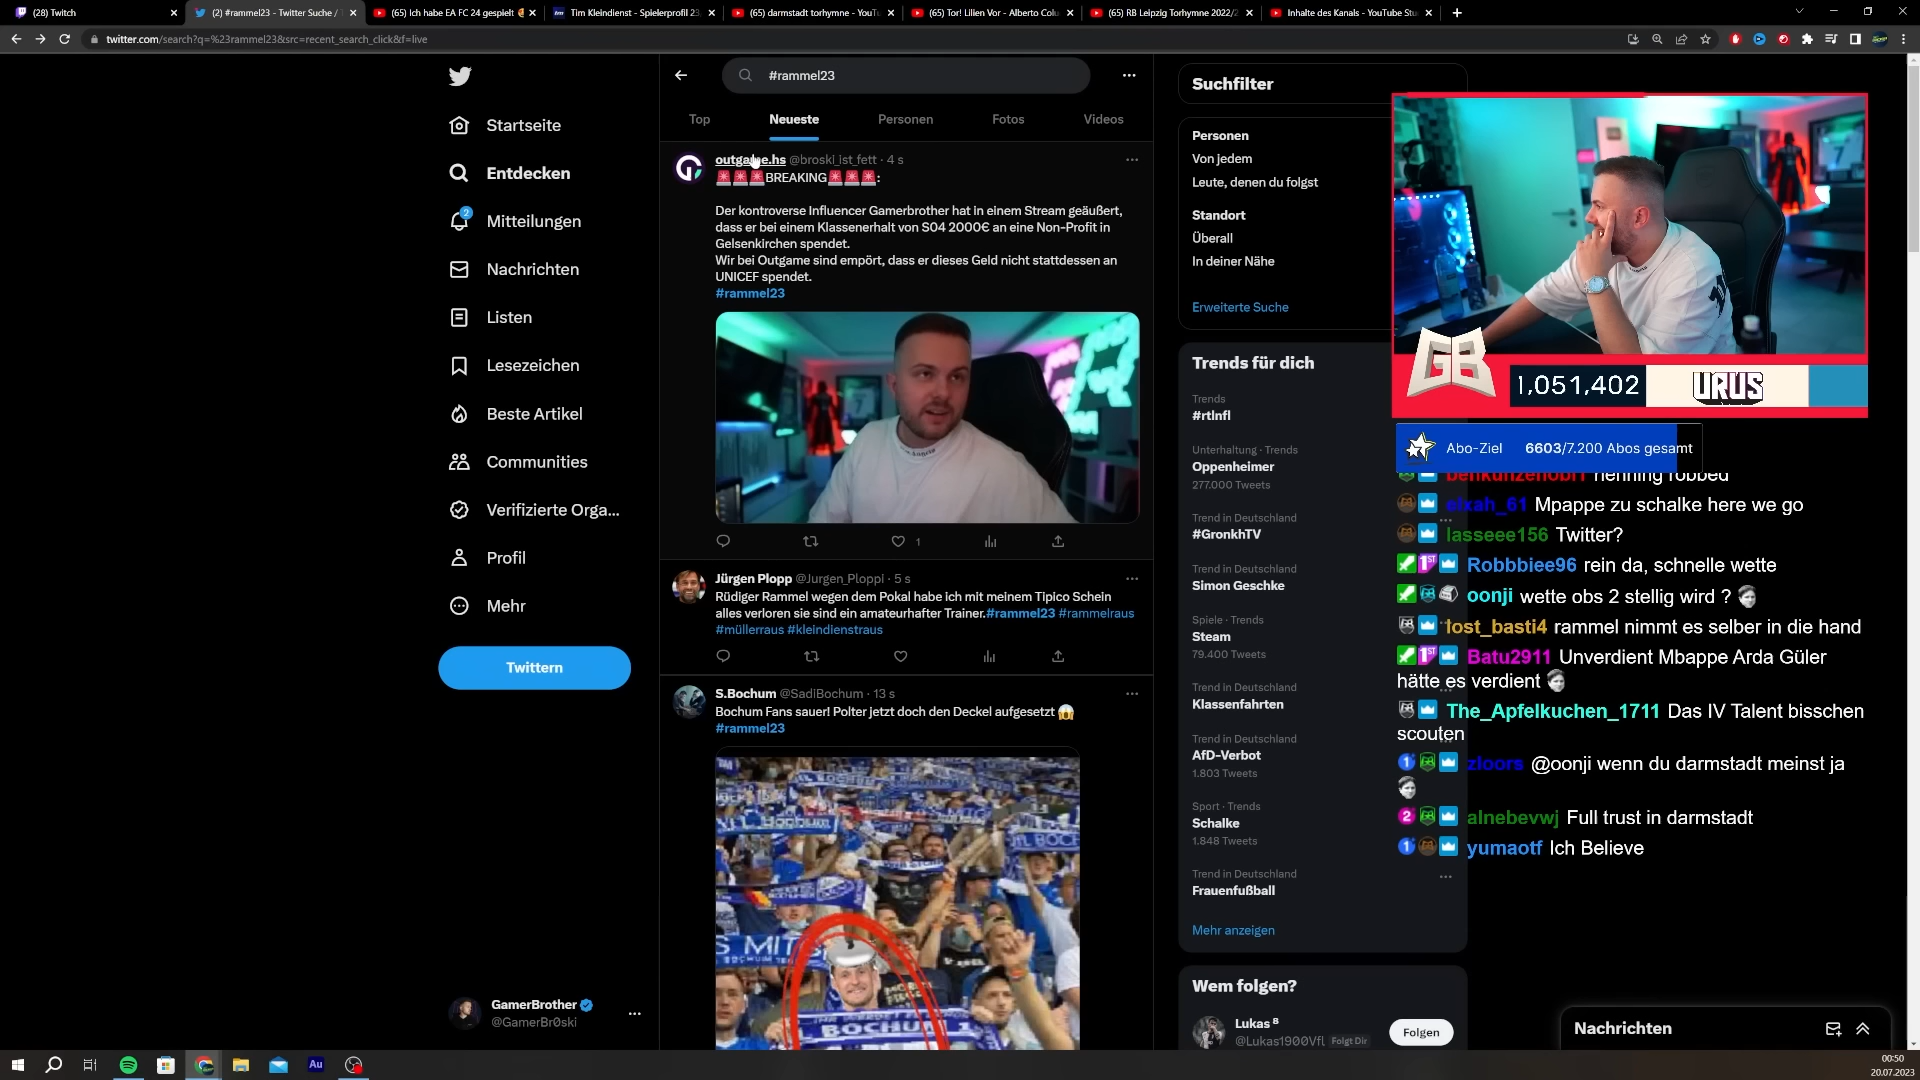 (28) Twitch
(2) #rammel23 - Twitter Suche /
(65) Ich habe EA FC 24 gespielt
Tim Kleindienst - Spielerprofil 23
(65) darmstadt torhymne - YouTu
(65) Tor! Lilien Vor - Alberto Colu
(65) RB Leipzig Torhymne 2022/2
Inhalte des Kanals - YouTube Stu
twitter.com/search?q=%23rammel23&src=recent_search_click&f=live
Startseite
Entdecken
2
Mitteilungen
Nachrichten
Listen
Lesezeichen
Beste Artikel
Communities
Verifizierte Orga...
Profil
Mehr
Twittern
GamerBrother
@GamerBr0ski
#rammel23
Top
Neueste
Personen
Fotos
Videos
outgame.hs @broski_ist_fett · 4 s
🚨🚨🚨BREAKING🚨🚨🚨:
Der kontroverse Influencer Gamerbrother hat in einem Stream geäußert,
dass er bei einem Klassenerhalt von S04 2000€ an eine Non-Profit in
Gelsenkirchen spendet.
Wir bei Outgame sind empört, dass er dieses Geld nicht stattdessen an
UNICEF spendet.
#rammel23
1
Jürgen Plopp @Jurgen_Ploppi · 5 s
Rüdiger Rammel wegen dem Pokal habe ich mit meinem Tipico Schein
alles verloren sie sind ein amateurhafter Trainer.#rammel23 #rammelraus
#müllerraus #kleindienstraus
S.Bochum @SadiBochum · 13 s
Bochum Fans sauer! Polter jetzt doch den Deckel aufgesetzt 😱
#rammel23
S MIT
BOCHUM 1
Suchfilter
Personen
Von jedem
Leute, denen du folgst
Standort
Überall
In deiner Nähe
Erweiterte Suche
Trends für dich
Trends
#rtlnfl
Unterhaltung · Trends
Oppenheimer
277.000 Tweets
Trend in Deutschland
#GronkhTV
Trend in Deutschland
Simon Geschke
Spiele · Trends
Steam
79.400 Tweets
Trend in Deutschland
Klassenfahrten
Trend in Deutschland
AfD-Verbot
1.803 Tweets
Sport · Trends
Schalke
1.848 Tweets
Trend in Deutschland
Frauenfußball
Mehr anzeigen
Wem folgen?
Lukas ⁸
@Lukas1900Vfl Folgt Dir
Folgen
GB
1,051,402
URUS
Abo-Ziel 6603/7.200 Abos gesamt
benkunzenobri henning robbed
eixah_61 Mpappe zu schalke here we go
lasseee156 Twitter?
Robbbiee96 rein da, schnelle wette
oonji wette obs 2 stellig wird ?
lost_basti4 rammel nimmt es selber in die hand
Batu2911 Unverdient Mbappe Arda Güler
hätte es verdient
The_Apfelkuchen_1711 Das IV Talent bisschen
scouten
zloors @oonji wenn du darmstadt meinst ja
alnebevwj Full trust in darmstadt
yumaotf Ich Believe
Nachrichten
Au
00:50
20.07.2023